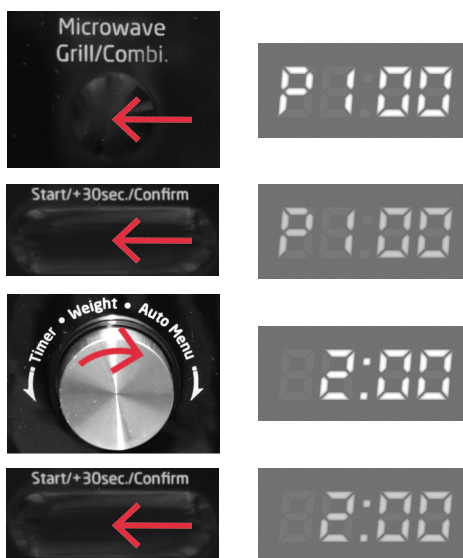 Microwave
Grill/Combi.
P1 00
Start/+30sec./Confirm
P1 00
Timer • Weight • Auto Menu
2:00
Start/+30sec./Confirm
2:00